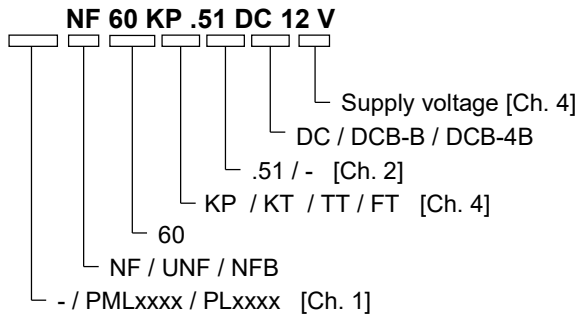 NF 60 KP .51 DC 12 V
Supply voltage [Ch. 4]
DC / DCB-B / DCB-4B
.51 / - [Ch. 2]
KP / KT / TT / FT [Ch. 4]
60
NF / UNF / NFB
- / PMLxxxx / PLxxxx [Ch. 1]